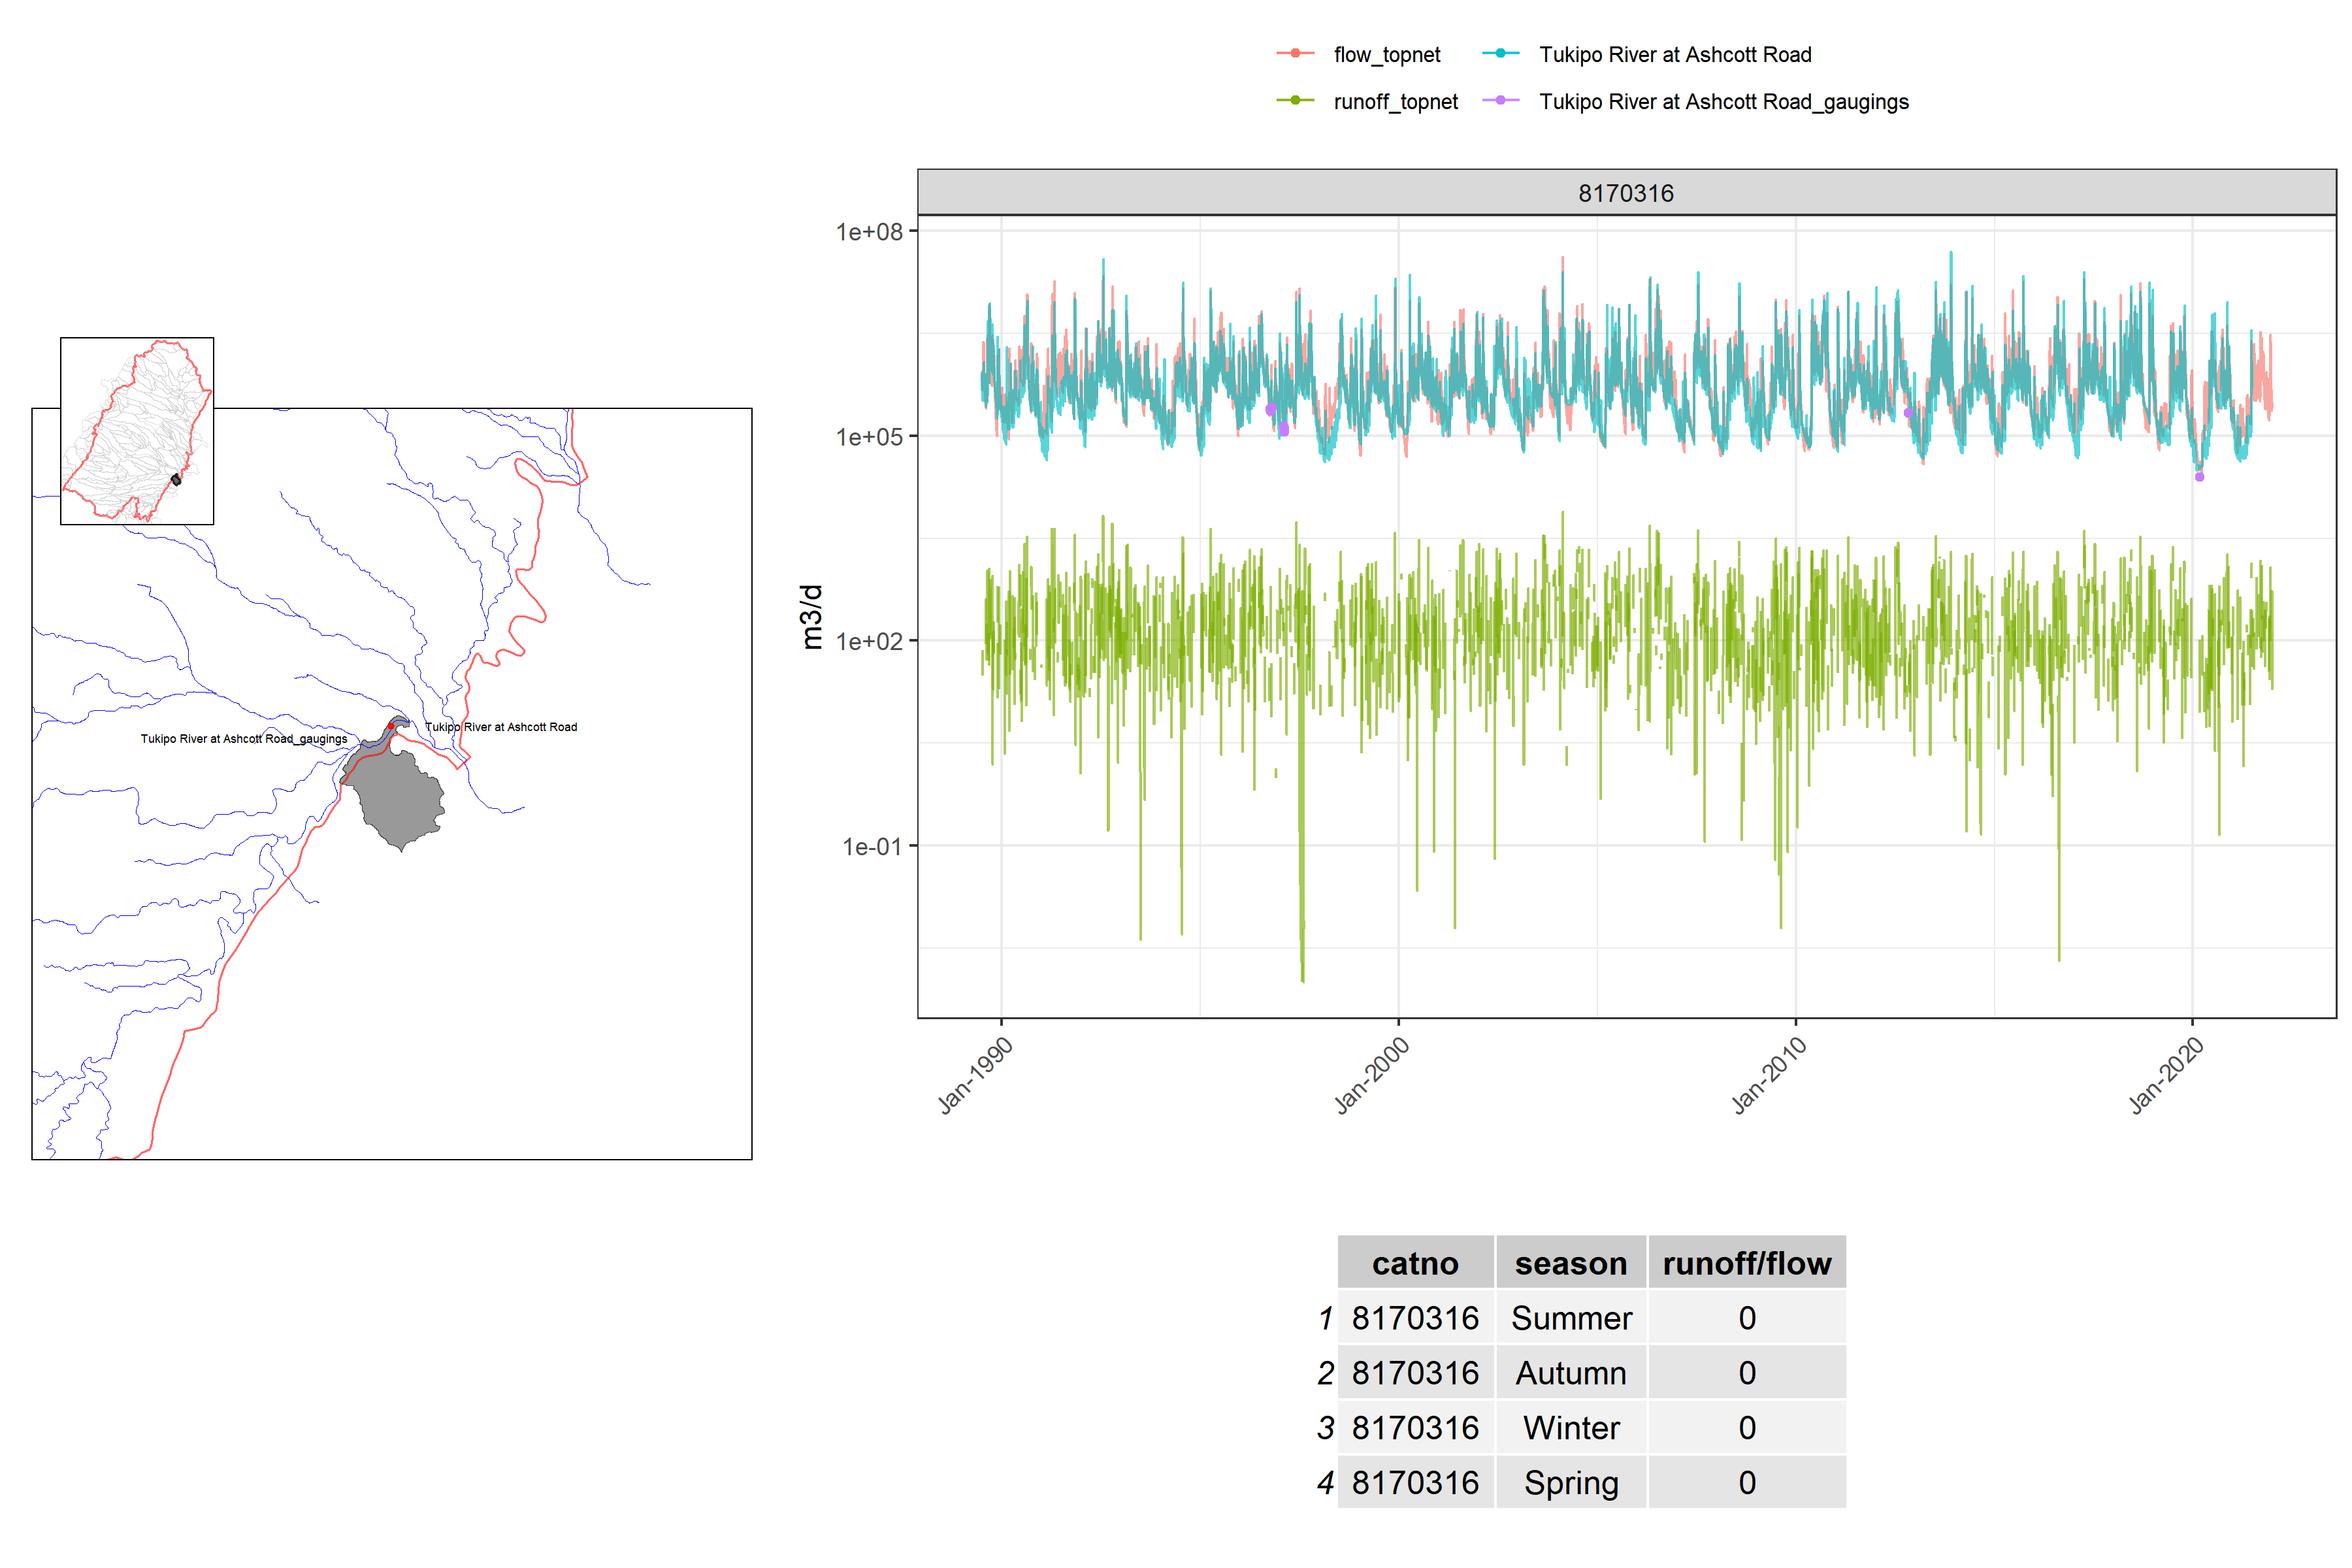 flow_topnet
Tukipo River at Ashcott Road
runoff_topnet
Tukipo River at Ashcott Road_gaugings
8170316
1e+08
1e+05
1e+02
1e-01
m3/d
Jan-1990
Jan-2000
Jan-2010
Jan-2020
Tukipo River at Ashcott Road
Tukipo River at Ashcott Road_gaugings
catno season runoff/flow
1 8170316 Summer 0
2 8170316 Autumn 0
3 8170316 Winter 0
4 8170316 Spring 0